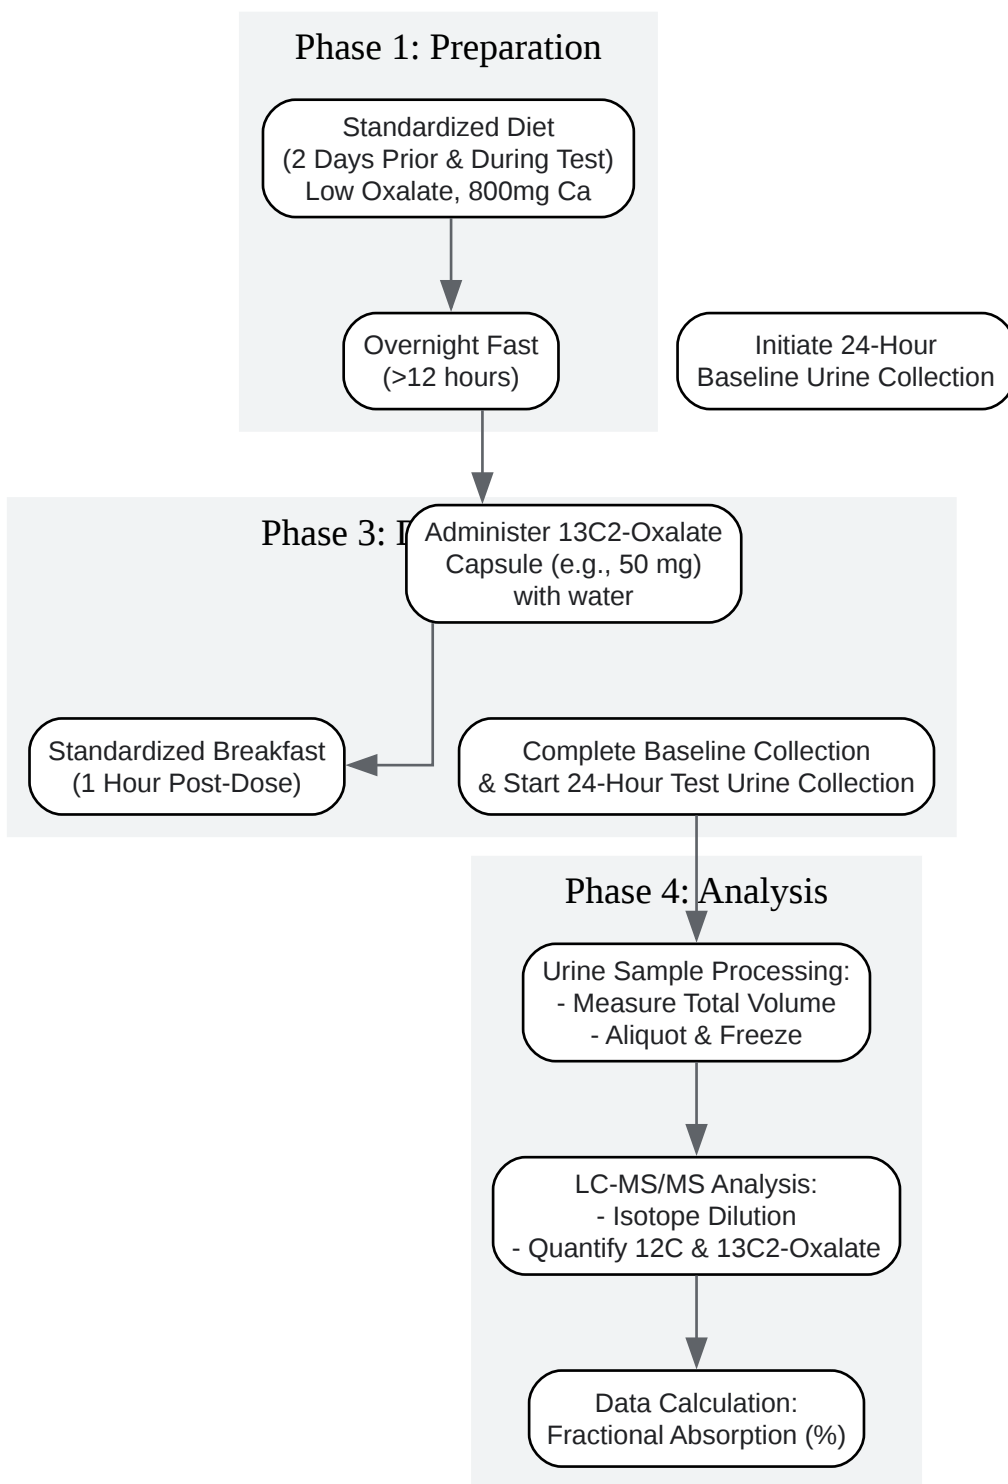 Phase 1: Preparation
Standardized Diet
(2 Days Prior & During Test)
Low Oxalate, 800mg Ca
Overnight Fast
(>12 hours)
Initiate 24-Hour
Baseline Urine Collection
Phase 3:
Administer 13C2-Oxalate
Capsule (e.g., 50 mg)
with water
Standardized Breakfast
(1 Hour Post-Dose)
Complete Baseline Collection
& Start 24-Hour Test Urine Collection
Phase 4: Analysis
Urine Sample Processing:
- Measure Total Volume
- Aliquot & Freeze
LC-MS/MS Analysis:
- Isotope Dilution
- Quantify 12C & 13C2-Oxalate
Data Calculation:
Fractional Absorption (%)